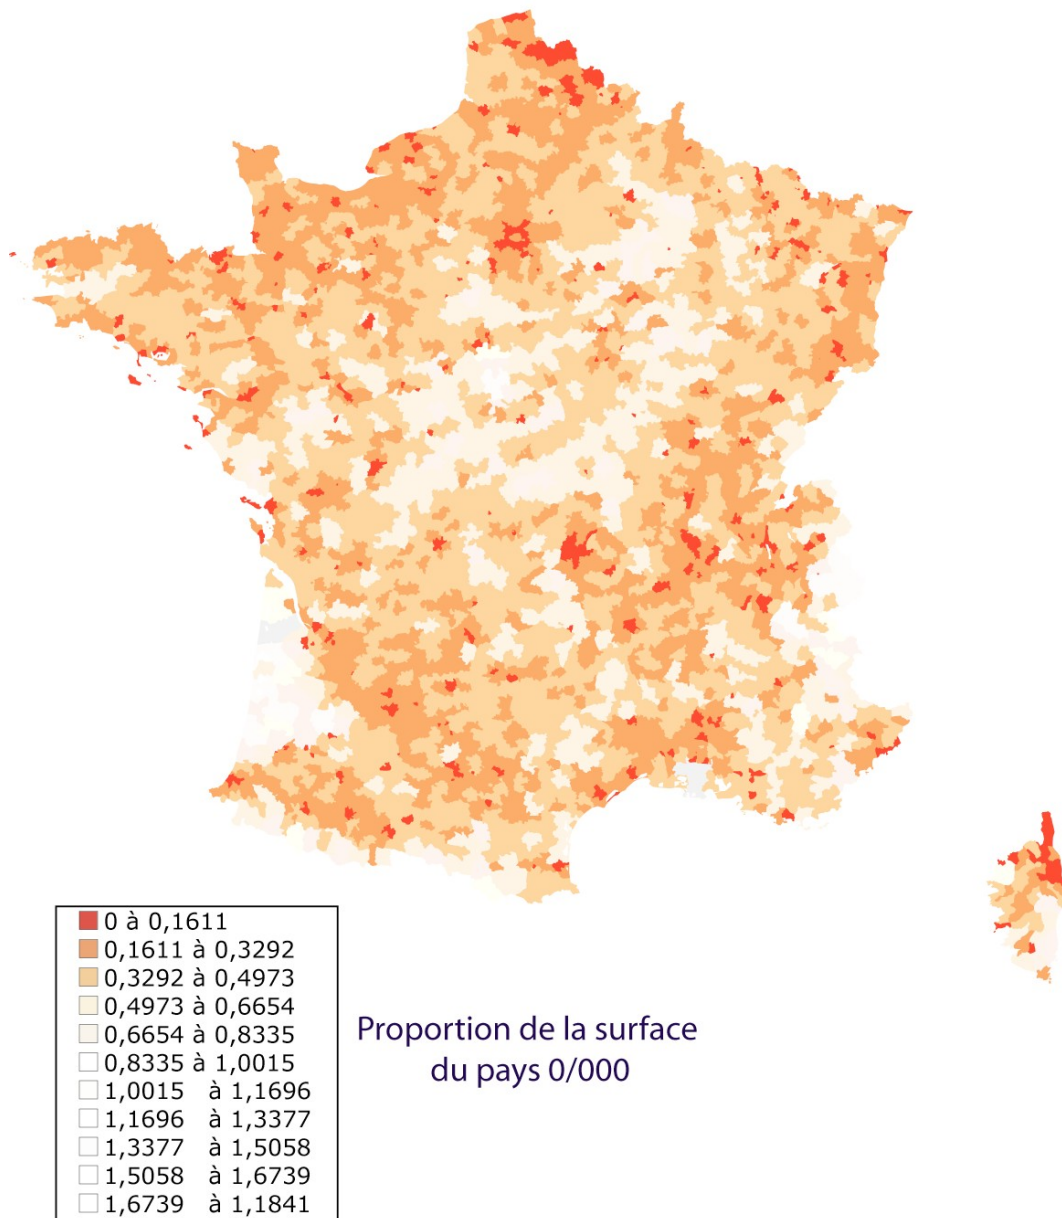 0 à 0,1611
0,1611 à 0,3292
0,3292 à 0,4973
0,4973 à 0,6654
0,6654 à 0,8335
0,8335 à 1,0015
1,0015 à 1,1696
1,1696 à 1,3377
1,3377 à 1,5058
1,5058 à 1,6739
1,6739 à 1,1841
Proportion de la surface
du pays 0/000